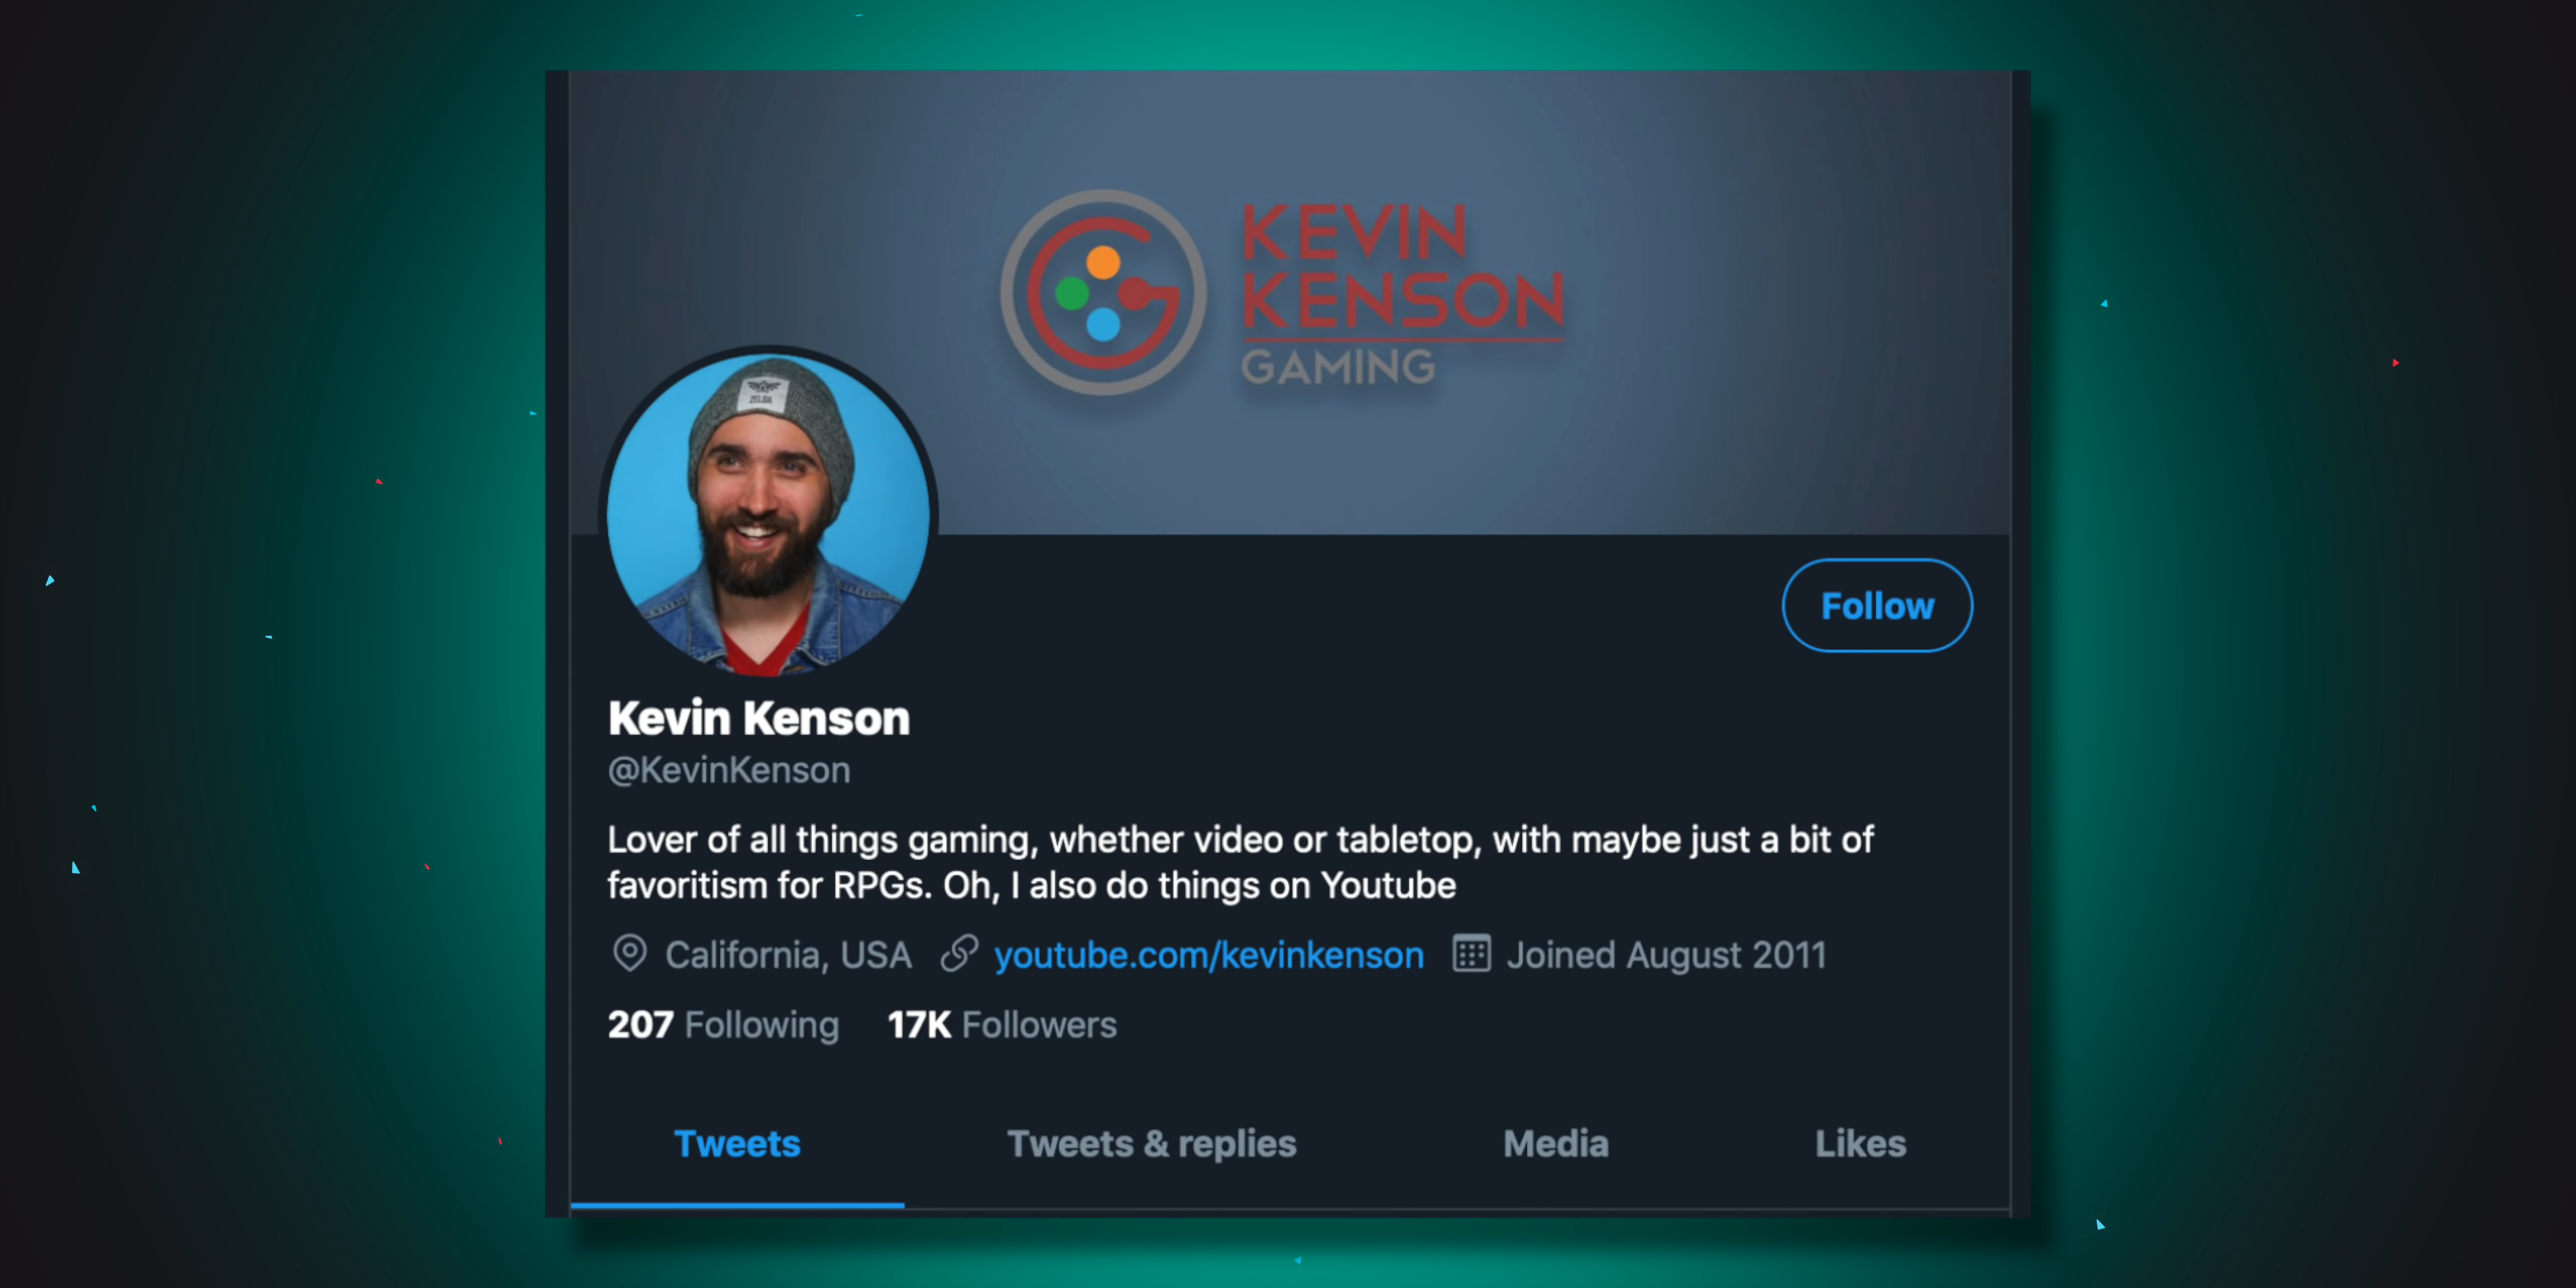 KEVIN
KENSON
GAMING
ZELDA
Follow
Kevin Kenson
@KevinKenson
Lover of all things gaming, whether video or tabletop, with maybe just a bit of
favoritism for RPGs. Oh, I also do things on Youtube
California, USA youtube.com/kevinkenson Joined August 2011
207 Following 17K Followers
Tweets Tweets & replies Media Likes